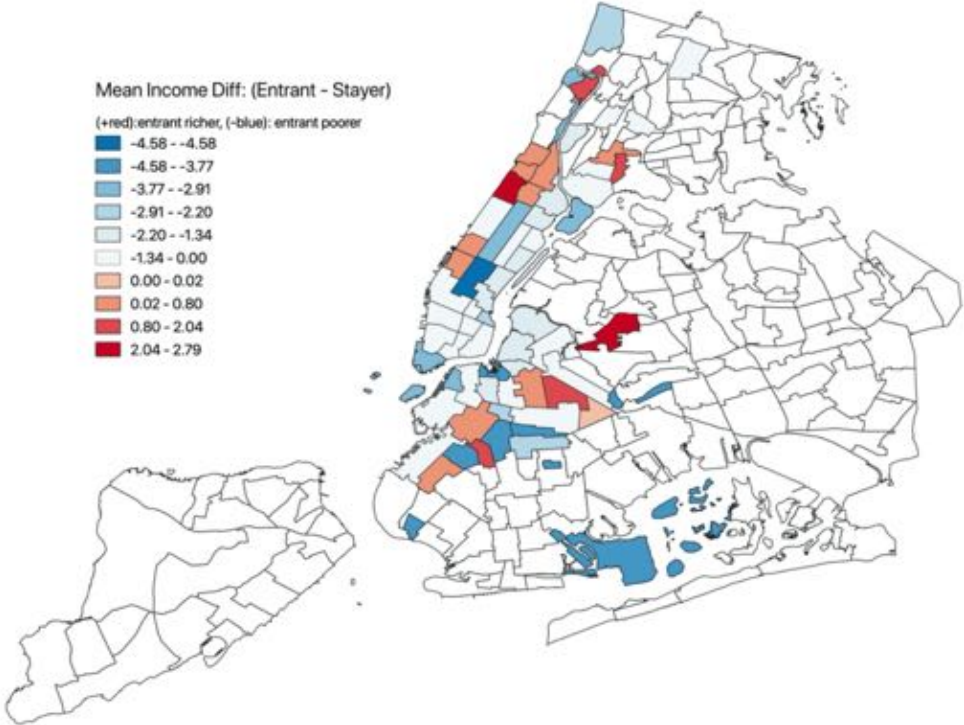 Mean Income Diff: (Entrant - Stayer)
(+red):entrant richer, (-blue): entrant poorer
-4.58 - -4.58
-4.58 - -3.77
-3.77 - -2.91
-2.91 - -2.20
-2.20 - -1.34
-1.34 - 0.00
0.00 - 0.02
0.02 - 0.80
0.80 - 2.04
2.04 - 2.79